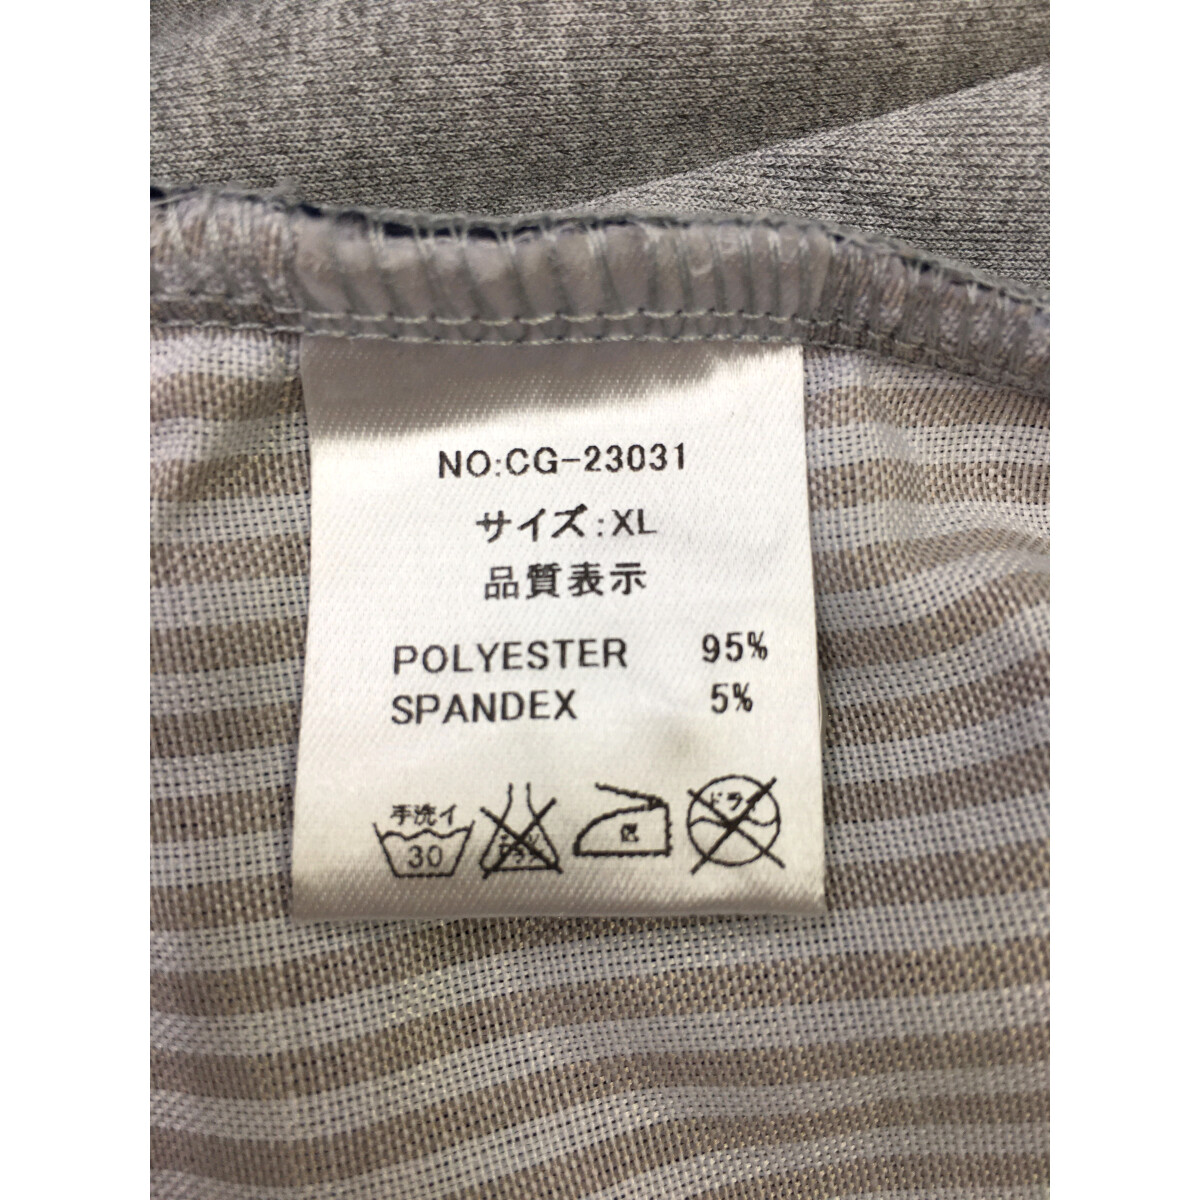 NO:CG-23031
サイズ:XL
品質表示
POLYESTER 95%
SPANDEX 5%
手洗イ
30
低
ドライ